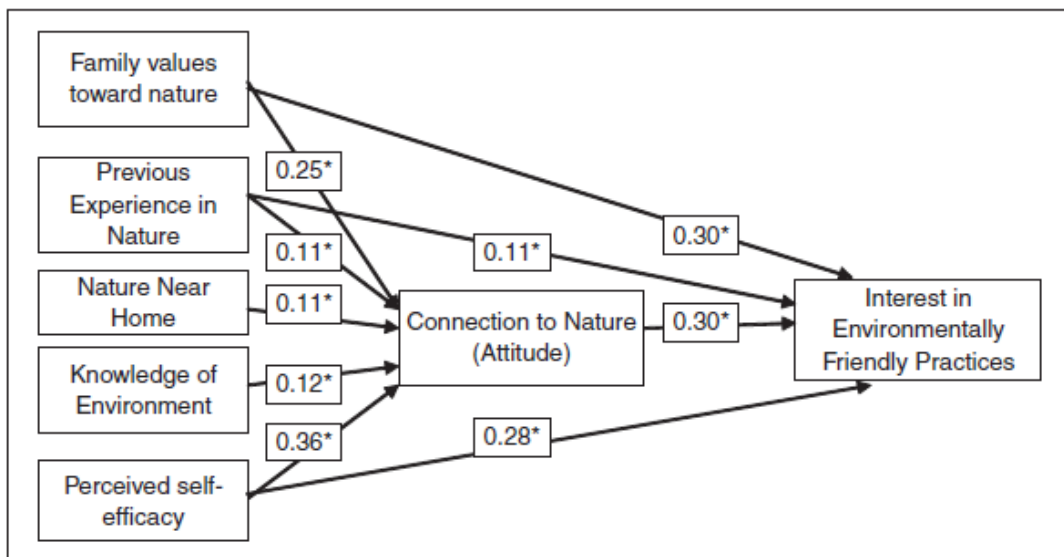 Family values
toward nature
0.25*
Previous
Experience in
Nature
0.11*
0.11*
0.30*
Nature Near
Home
0.11*
Connection to Nature
(Attitude)
0.30*
Interest in
Environmentally
Friendly Practices
Knowledge of
Environment
0.12*
0.36*
0.28*
Perceived self-
efficacy